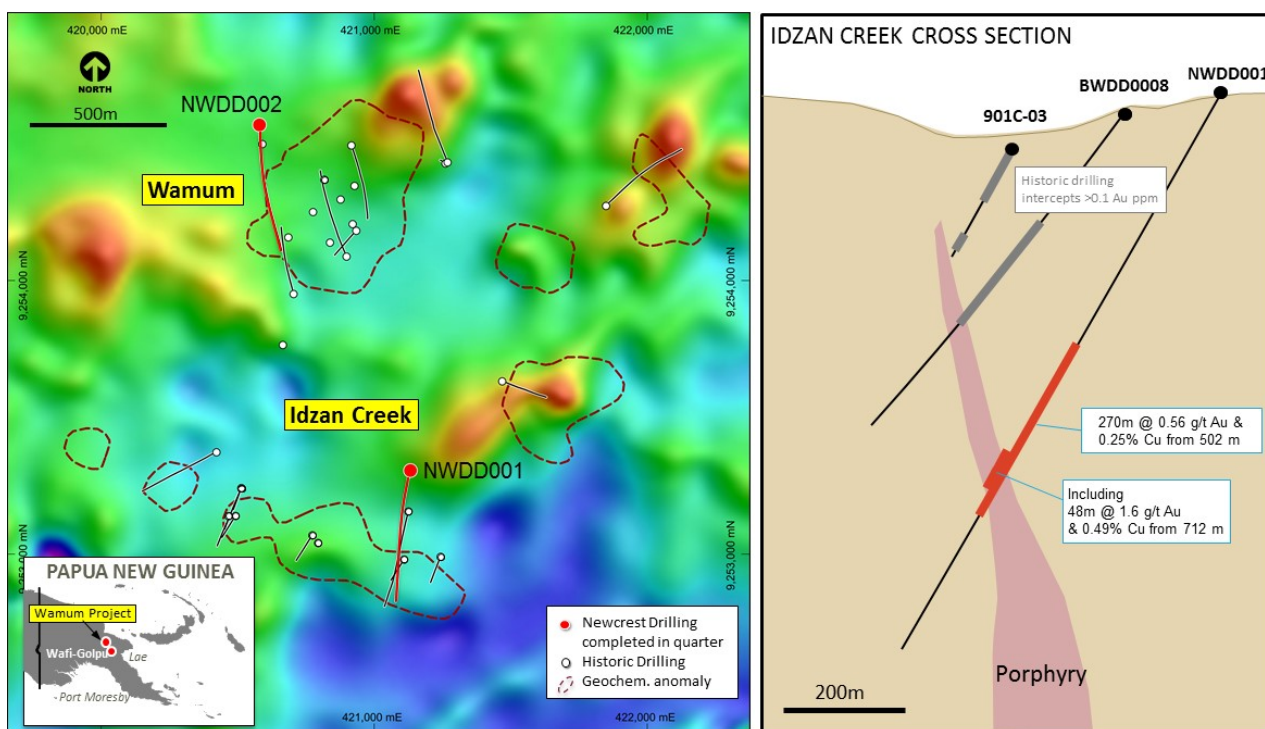 420,000 mE
421,000 mE
422,000 mE
NORTH
500m
NWDD002
Wamum
9,254,000 mN
9,254,000 mN
Idzan Creek
NWDD001
9,253,000 mN
9,253,000 mN
PAPUA NEW GUINEA
Wamum Project
Wafi-Golpu
Lae
Port Moresby
Newcrest Drilling
completed in quarter
Historic Drilling
Geochem. anomaly
421,000 mE
422,000 mE
IDZAN CREEK CROSS SECTION
NWDD001
BWDD0008
901C-03
Historic drilling
intercepts >0.1 Au ppm
270m @ 0.56 g/t Au &
0.25% Cu from 502 m
Including
48m @ 1.6 g/t Au
& 0.49% Cu from 712 m
Porphyry
200m